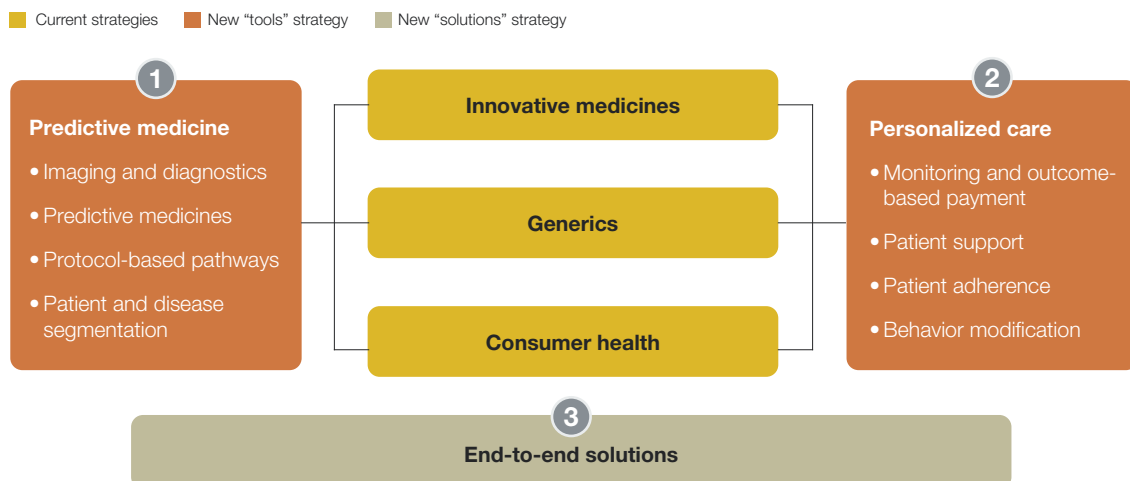 Current strategies
New “tools” strategy
New “solutions” strategy
1
Predictive medicine
• Imaging and diagnostics
• Predictive medicines
• Protocol-based pathways
• Patient and disease
segmentation
Innovative medicines
Generics
Consumer health
2
Personalized care
• Monitoring and outcome-
based payment
• Patient support
• Patient adherence
• Behavior modification
3
End-to-end solutions